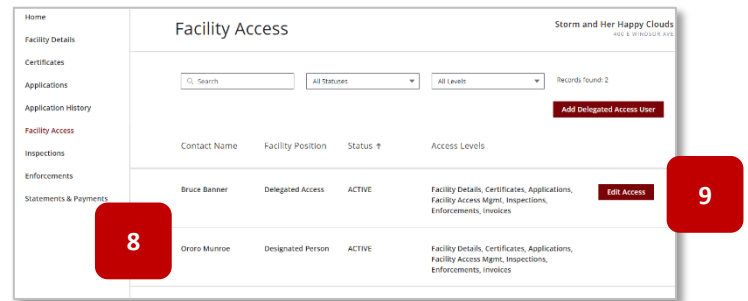 Home
Facility Details
Certificates
Applications
Application History
Facility Access
Inspections
Enforcements
Statements & Payments
Facility Access
Storm and Her Happy Clouds
400 E WINDSOR AVE
Search
All Statuses
All Levels
Records found: 2
Add Delegated Access User
Contact Name
Facility Position
Status ↑
Access Levels
Bruce Banner
Delegated Access
ACTIVE
Facility Details, Certificates, Applications,
Facility Access Mgmt, Inspections,
Enforcements, Invoices
Edit Access
9
8
Ororo Munroe
Designated Person
ACTIVE
Facility Details, Certificates, Applications,
Facility Access Mgmt, Inspections,
Enforcements, Invoices